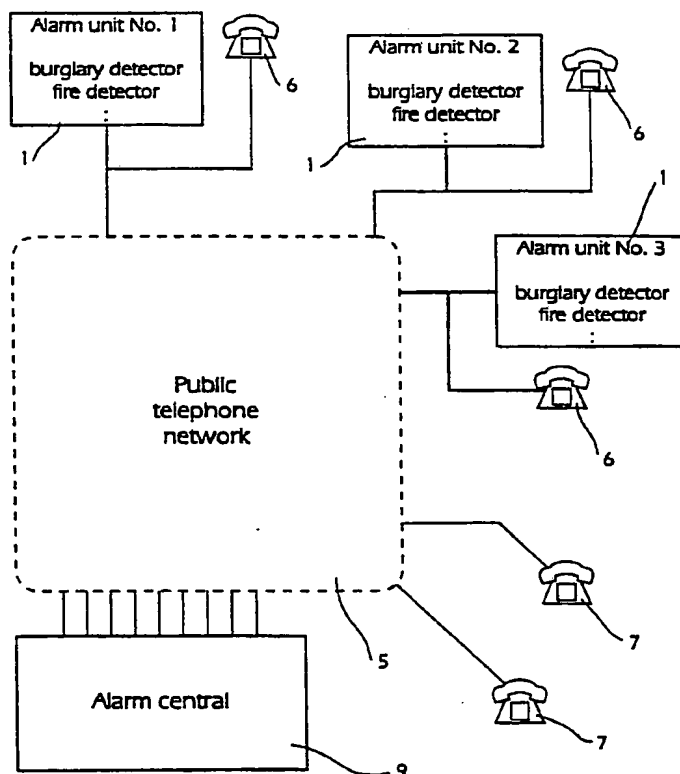 Alarm unit No. 1
burglary detector
fire detector
6
1
Alarm unit No. 2
burglary detector
fire detector
6
1
1
Alarm unit No. 3
burglary detector
fire detector
6
Public
telephone
network
5
7
7
Alarm central
9